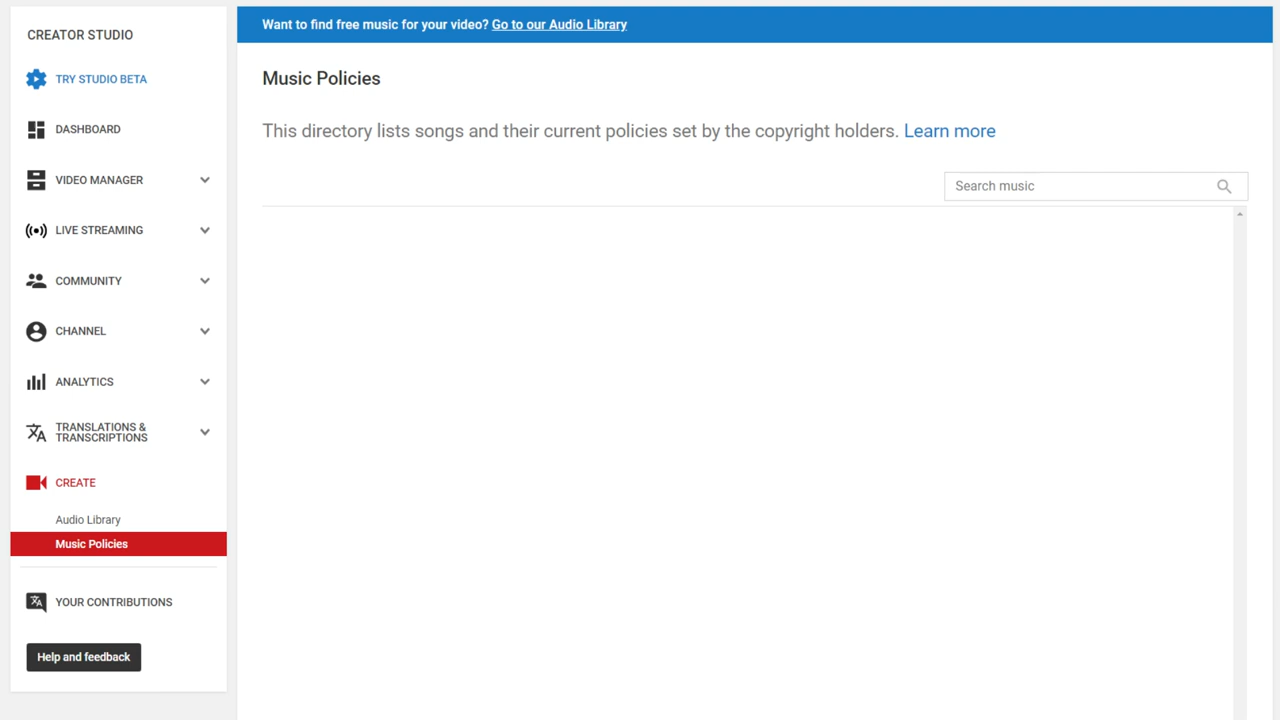 CREATOR STUDIO
TRY STUDIO BETA
DASHBOARD
VIDEO MANAGER
LIVE STREAMING
COMMUNITY
CHANNEL
ANALYTICS
TRANSLATIONS &
TRANSCRIPTIONS
CREATE
Audio Library
Music Policies
YOUR CONTRIBUTIONS
Help and feedback
Want to find free music for your video? Go to our Audio Library
Music Policies
This directory lists songs and their current policies set by the copyright holders. Learn more
Search music